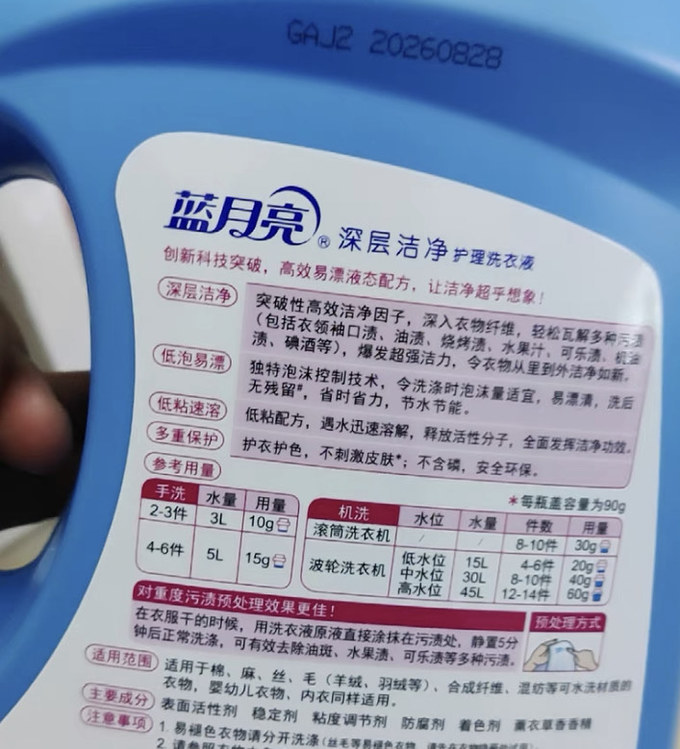 GAJ2 20260828
蓝月亮® 深层洁净 护理洗衣液
创新科技突破，高效易漂液态配方，让洁净超乎想象！
深层洁净
突破性高效洁净因子，深入衣物纤维，轻松瓦解多种污渍
（包括衣领袖口渍、油渍、烧烤渍、水果汁、可乐渍、机油
渍、碘酒等），爆发超强洁力，令衣物从里到外洁净如新。
低泡易漂
独特泡沫控制技术，令洗涤时泡沫量适宜，易漂清，洗后
无残留#，省时省力，节水节能。
低粘速溶
低粘配方，遇水迅速溶解，释放活性分子，全面发挥洁净功效。
多重保护
护衣护色，不刺激皮肤*；不含磷，安全环保。
参考用量
*每瓶盖容量为90g
手洗 水量 用量
2-3件 3L 10g
4-6件 5L 15g
机洗 水位 水量 件数 用量
滚筒洗衣机 / / 8-10件 30g
波轮洗衣机 低水位 15L 4-6件 20g
中水位 30L 8-10件 40g
高水位 45L 12-14件 60g
对重度污渍预处理效果更佳！
在衣服干的时候，用洗衣液原液直接涂抹在污渍处，静置5分
钟后正常洗涤，可有效去除油斑、水果渍、可乐渍等多种污渍。
预处理方式
适用范围
适用于棉、麻、丝、毛（羊绒、羽绒等）、合成纤维、混纺等可水洗材质的
衣物，婴幼儿衣物、内衣同样适用。
主要成分
表面活性剂 稳定剂 粘度调节剂 防腐剂 着色剂 薰衣草香香精
注意事项
1. 易褪色衣物请分开洗涤